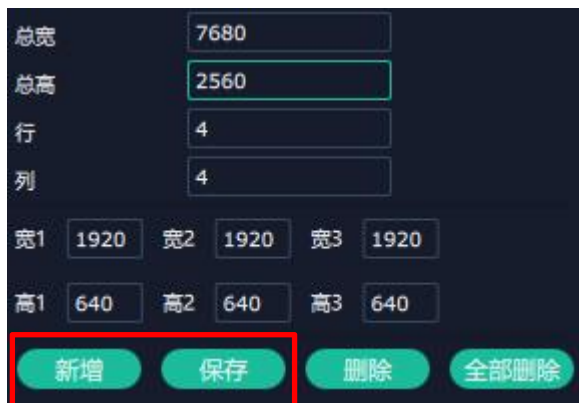 总宽 7680
总高 2560
行 4
列 4
宽1 1920 宽2 1920 宽3 1920
高1 640 高2 640 高3 640
新增 保存 删除 全部删除